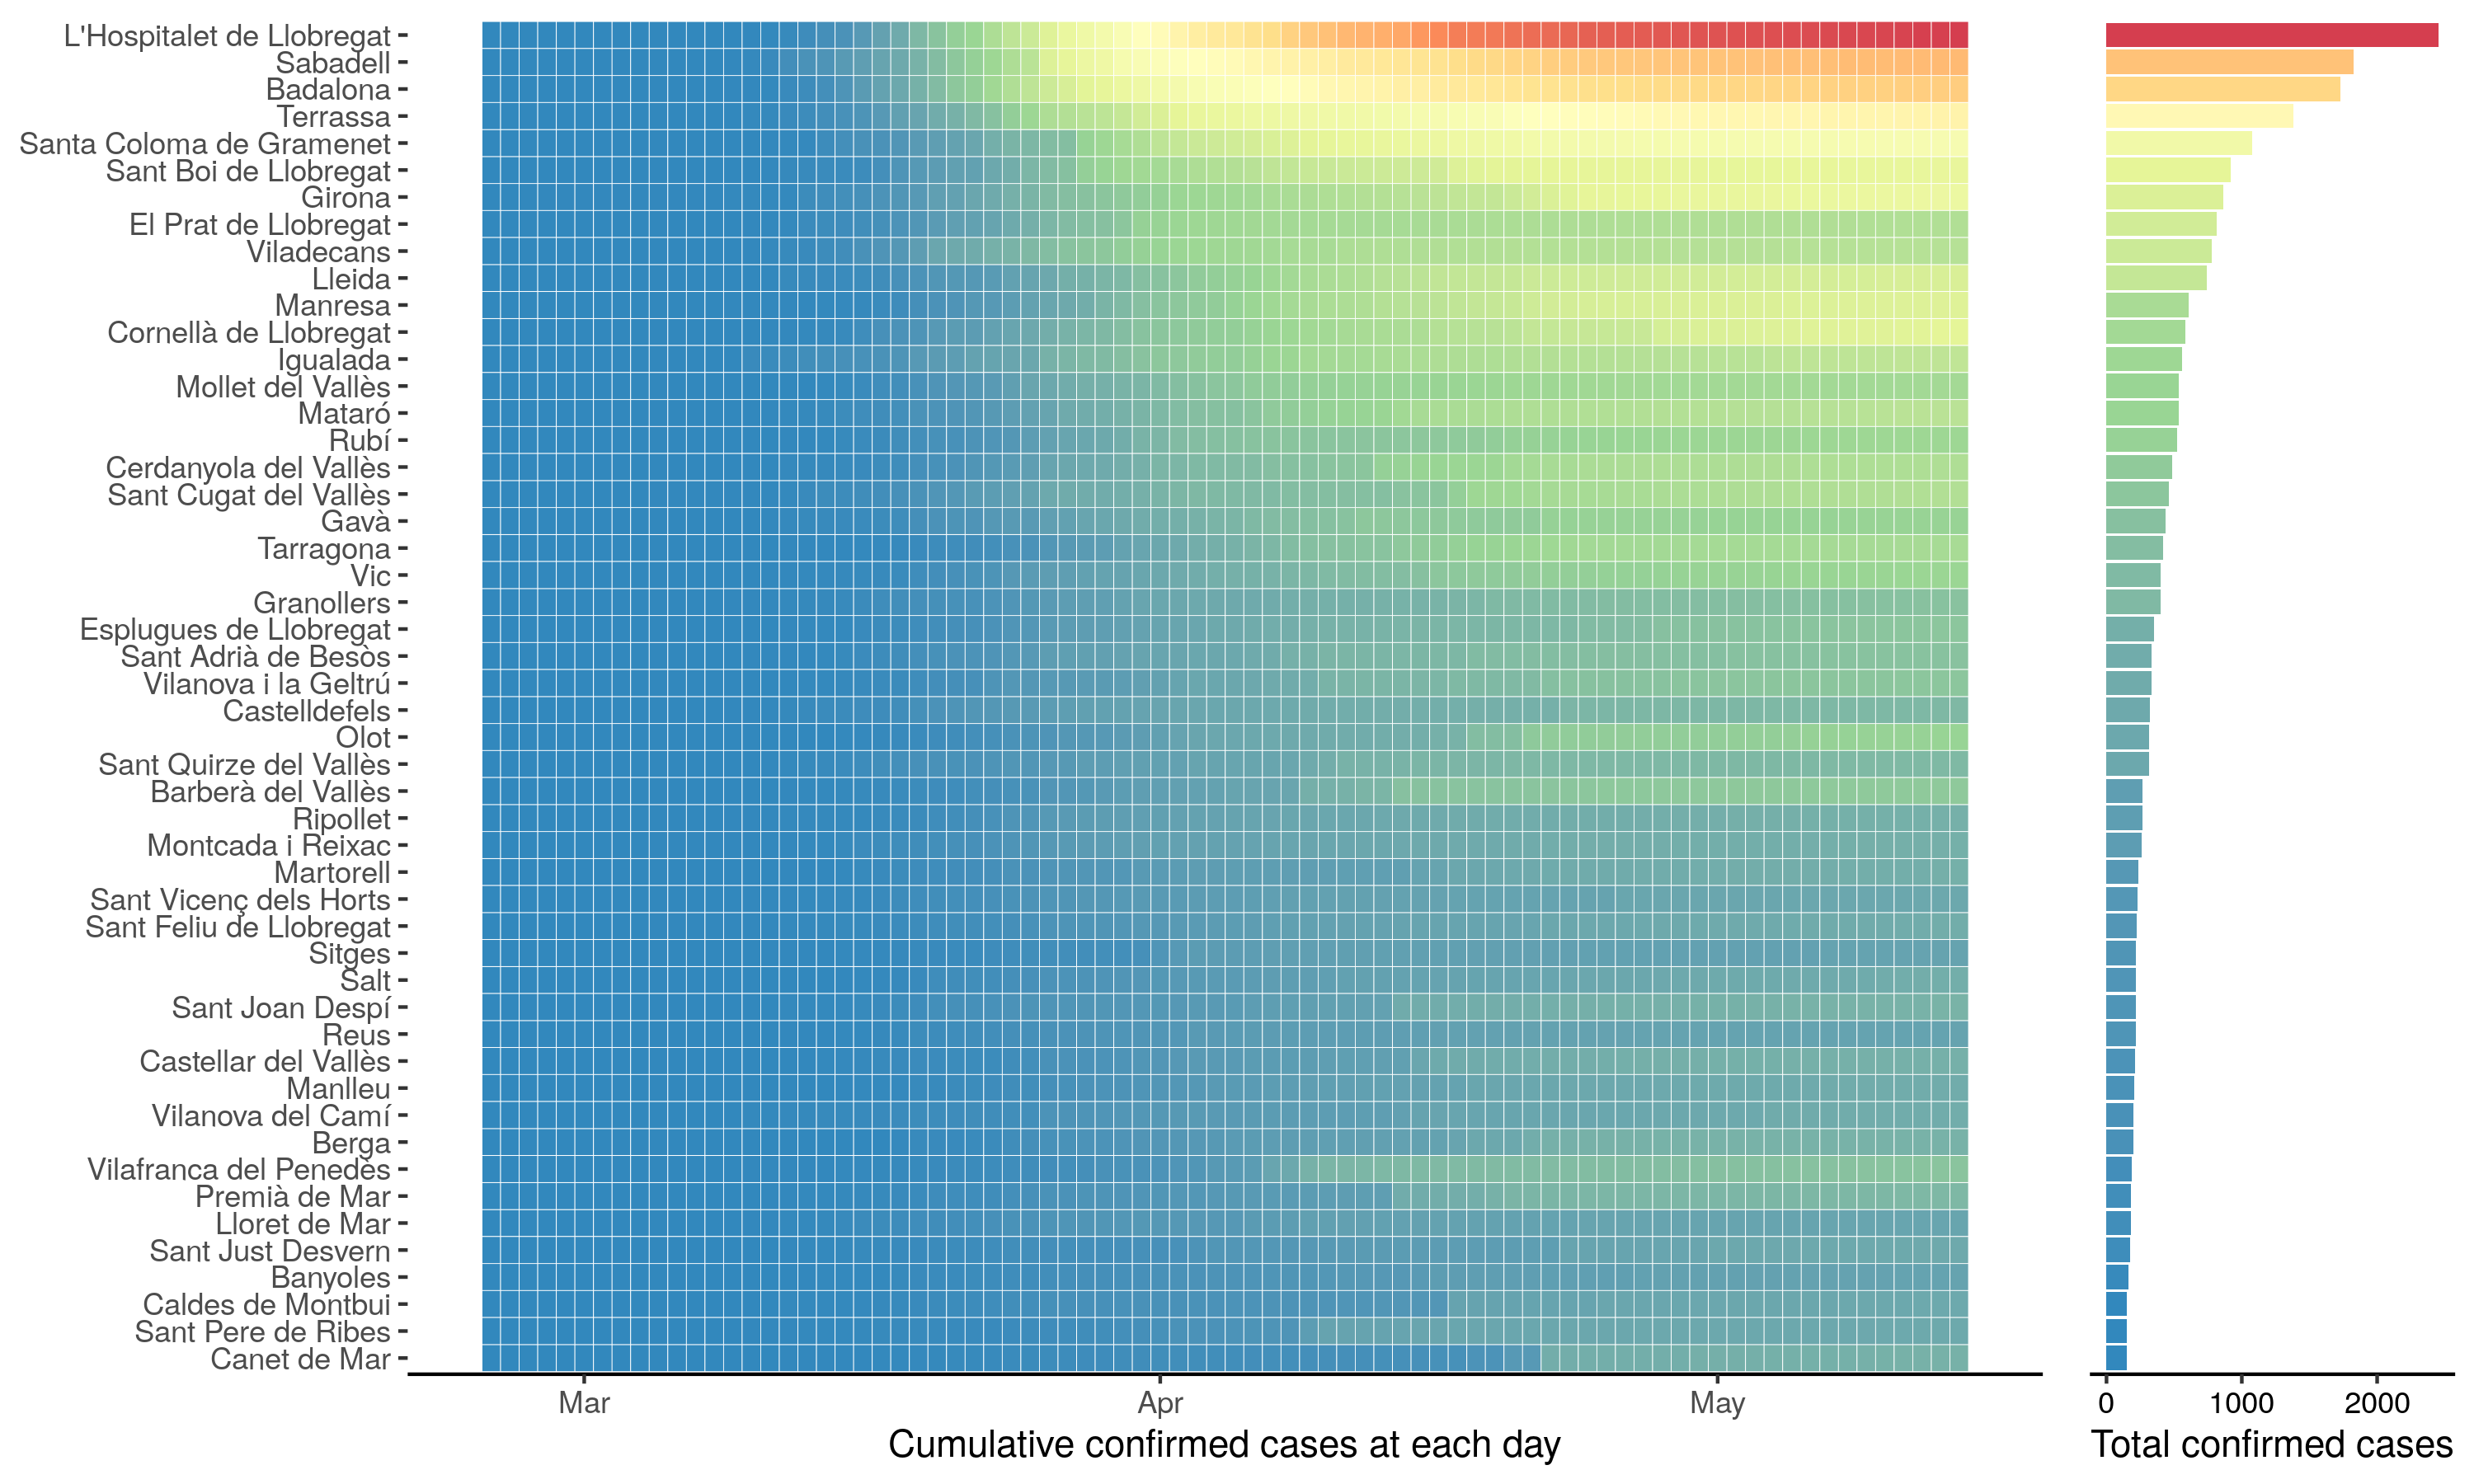 L'Hospitalet de Llobregat
Sabadell
Badalona
Terrassa
Santa Coloma de Gramenet
Sant Boi de Llobregat
Girona
El Prat de Llobregat
Viladecans
Lleida
Manresa
Cornellà de Llobregat
Igualada
Mollet del Vallès
Mataró
Rubí
Cerdanyola del Vallès
Sant Cugat del Vallès
Gavà
Tarragona
Vic
Granollers
Esplugues de Llobregat
Sant Adrià de Besòs
Vilanova i la Geltrú
Castelldefels
Olot
Sant Quirze del Vallès
Barberà del Vallès
Ripollet
Montcada i Reixac
Martorell
Sant Vicenç dels Horts
Sant Feliu de Llobregat
Sitges
Salt
Sant Joan Despí
Reus
Castellar del Vallès
Manlleu
Vilanova del Camí
Berga
Vilafranca del Penedès
Premià de Mar
Lloret de Mar
Sant Just Desvern
Banyoles
Caldes de Montbui
Sant Pere de Ribes
Canet de Mar
Mar Apr May
Cumulative confirmed cases at each day
0 1000 2000
Total confirmed cases